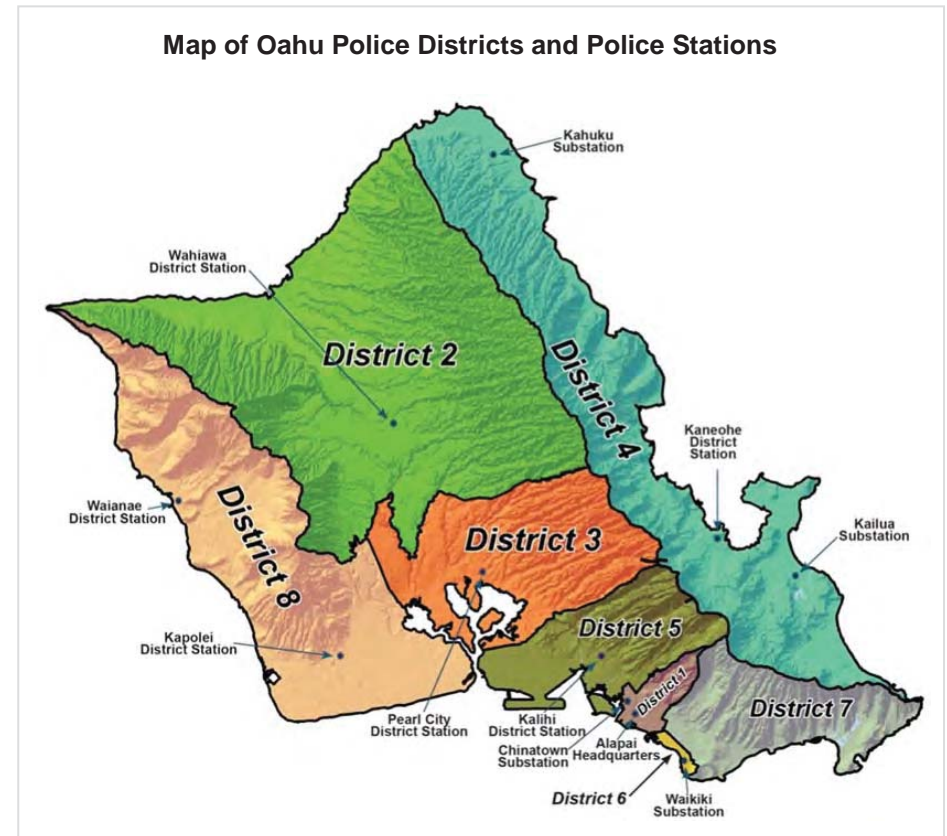 Map of Oahu Police Districts and Police Stations
Kahuku
Substation
Wahiawa
District Station
District 2
District 4
Kaneohe
District
Station
Waianae
District Station
District 8
District 3
Kailua
Substation
District 5
Kapolei
District Station
District 1
District 7
Pearl City
District Station
Kalihi
District Station
Chinatown
Substation
Alapai
Headquarters
District 6
Waikiki
Substation